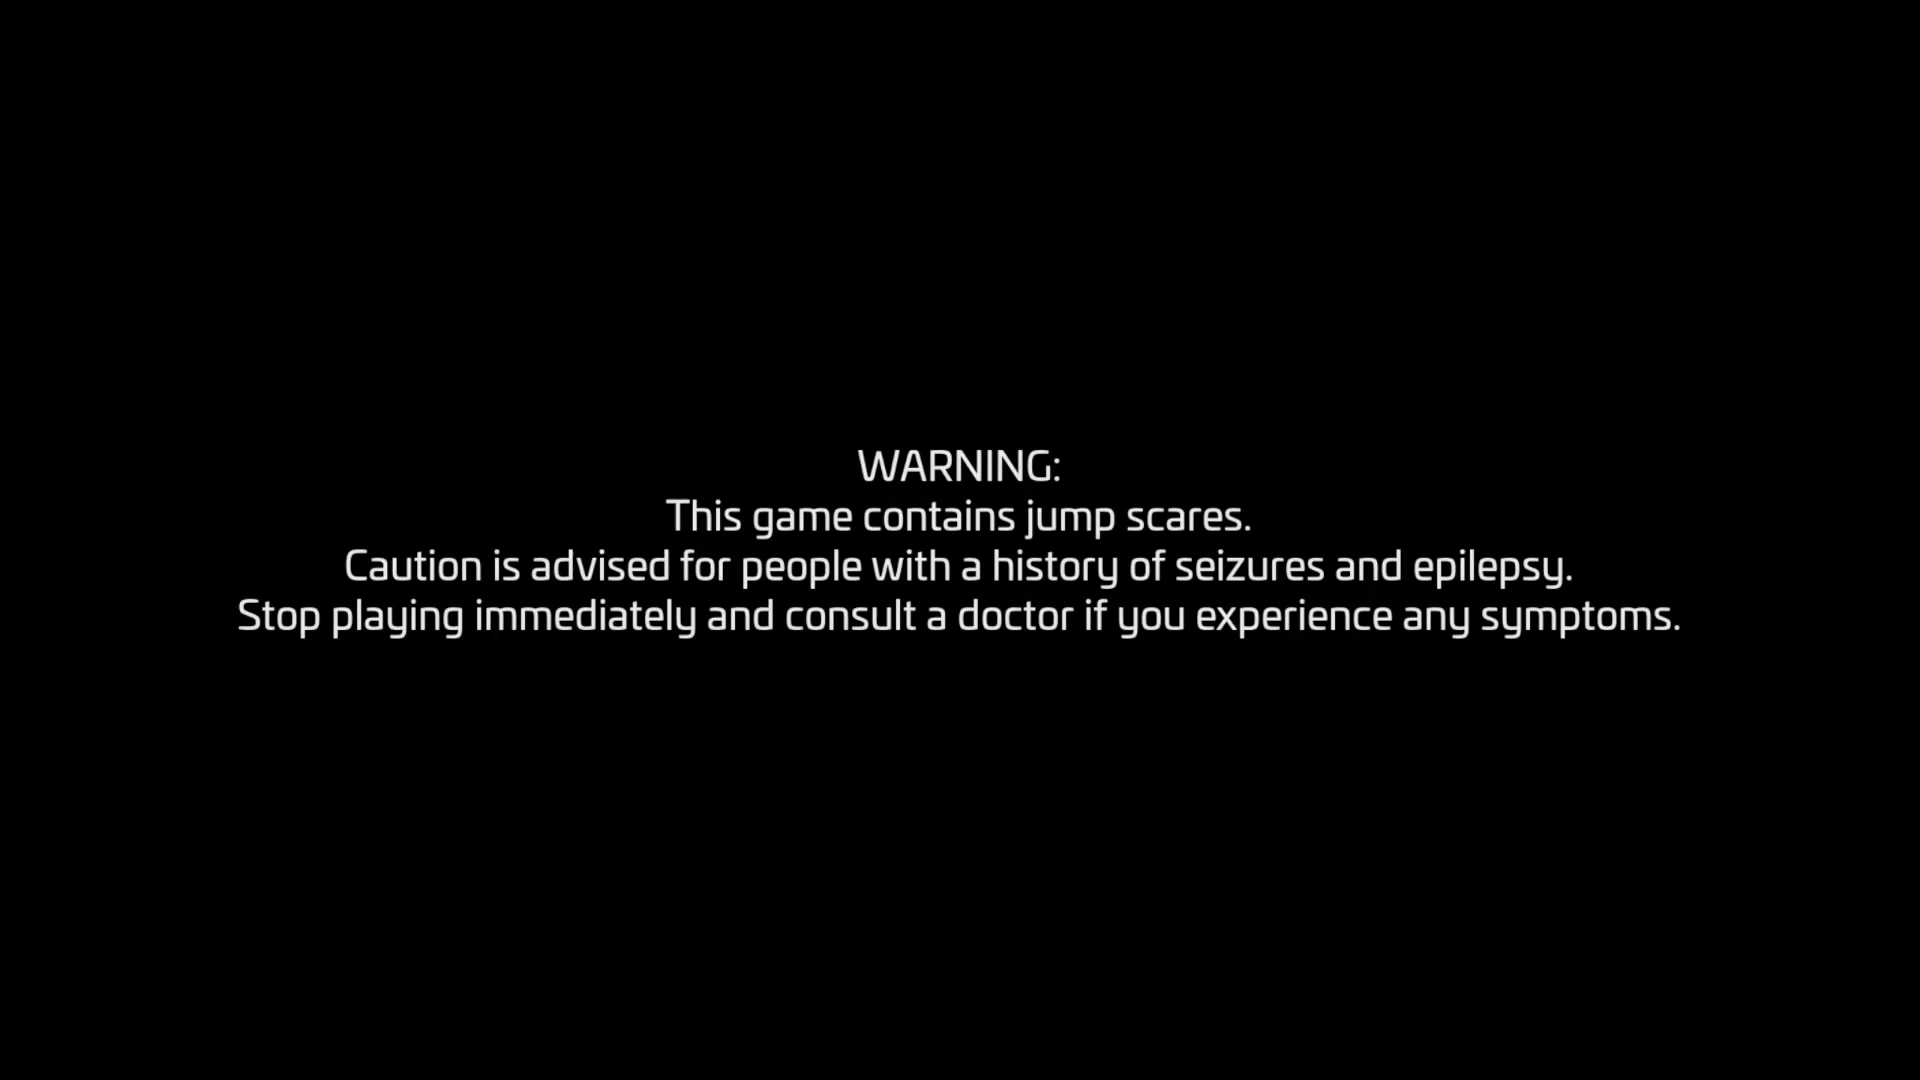 WARNING:
This game contains jump scares.
Caution is advised for people with a history of seizures and epilepsy.
Stop playing immediately and consult a doctor if you experience any symptoms.